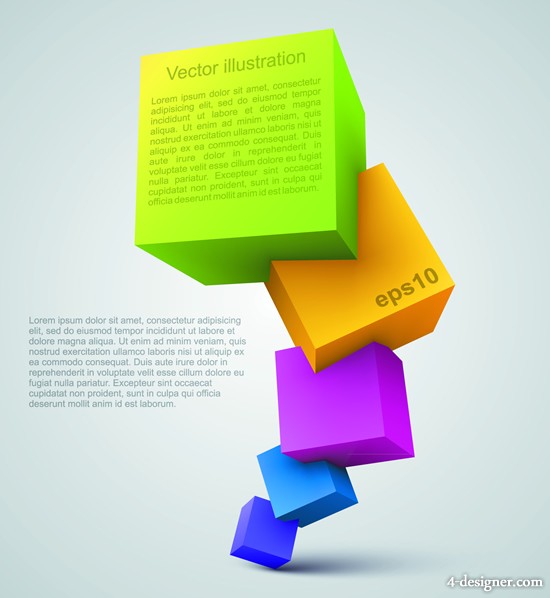 Vector illustration
Lorem ipsum dolor sit amet, consectetur adipisicing
elit, sed do eiusmod tempor incididunt ut labore et
dolore magna aliqua. Ut enim ad minim veniam, quis
nostrud exercitation ullamco laboris nisi ut aliquip
ex ea commodo consequat. Duis
aute irure dolor in reprehenderit in
voluptate velit esse cillum dolore eu fugiat
nulla pariatur. Excepteur sint occaecat
cupidatat non proident, sunt in culpa qui
officia deserunt mollit anim id est laborum.
eps10
Lorem ipsum dolor sit amet, consectetur adipisicing
elit, sed do eiusmod tempor incididunt ut labore et
dolore magna aliqua. Ut enim ad minim veniam,
quis nostrud exercitation ullamco laboris nisi ut
aliquip ex ea commodo consequat. Duis aute irure
dolor in reprehenderit in voluptate velit esse cillum
dolore eu fugiat nulla pariatur. Excepteur sint
occaecat cupidatat non proident, sunt in culpa qui
officia deserunt mollit anim id est laborum.
4-designer.com